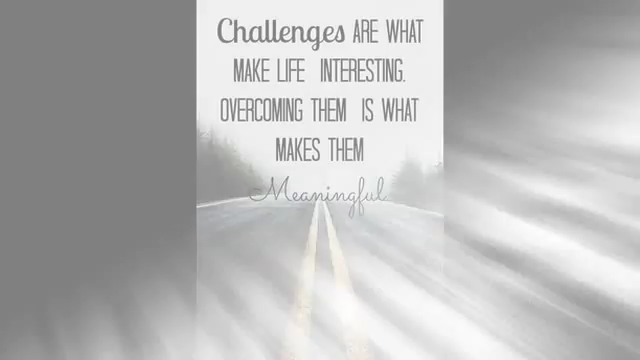 Challenges ARE WHAT
MAKE LIFE INTERESTING.
OVERCOMING THEM IS WHAT
MAKES THEM
Meaningful